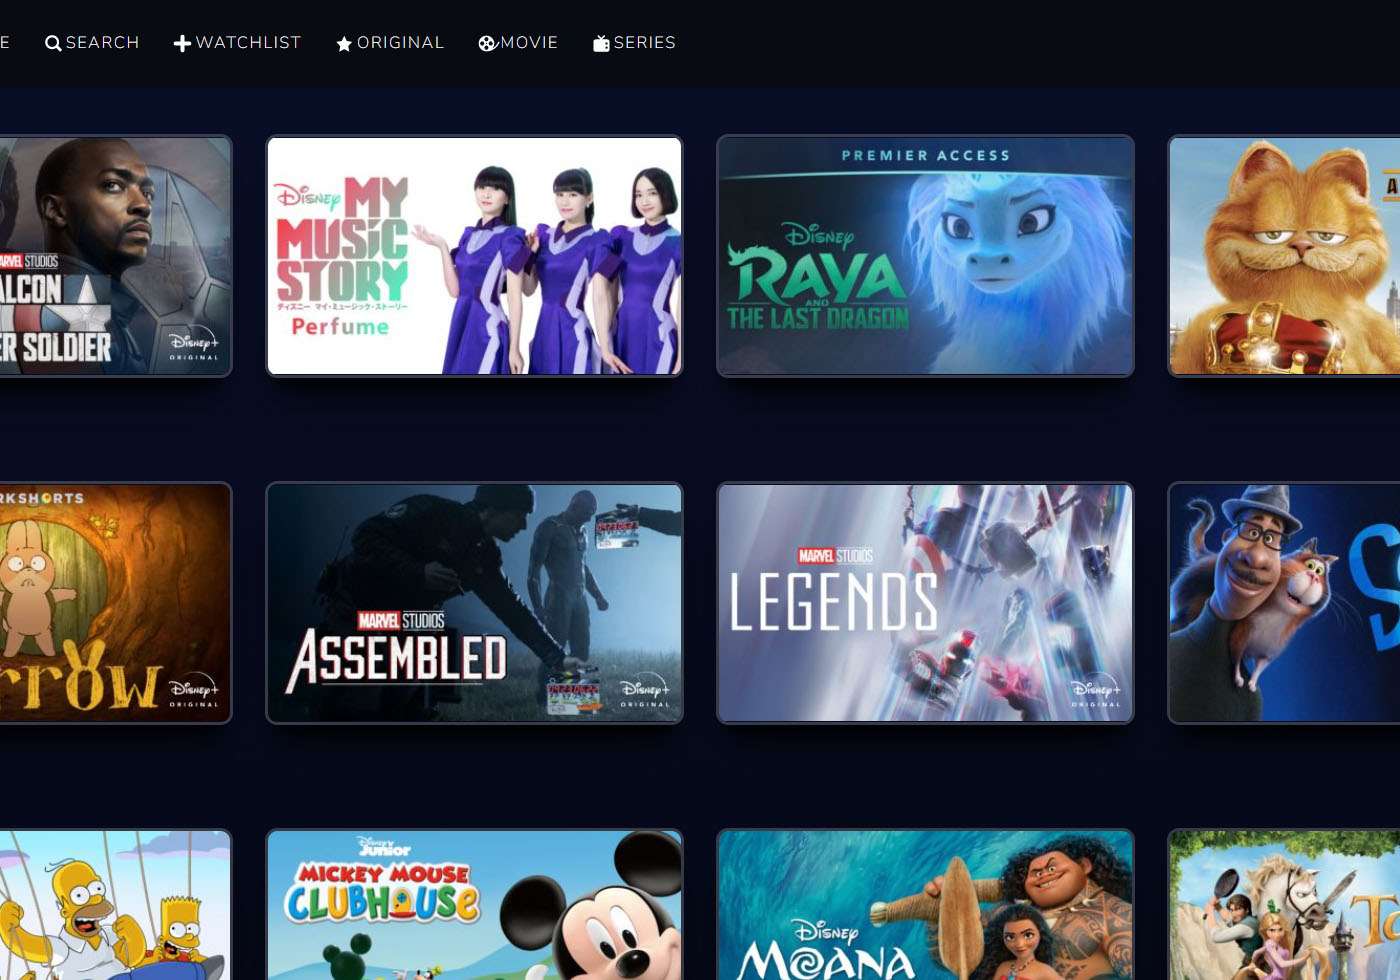 E SEARCH WATCHLIST ORIGINAL MOVIE SERIES
MARVEL STUDIOS
ALCON
ER SOLDIER
Disney+
ORIGINAL
Disney MY
MUSIC
STORY
ディズニー マイ・ミュージック・ストーリー
Perfume
PREMIER ACCESS
Disney
RAYA
AND
THE LAST DRAGON
A
RKSHORTS
rrow
Disney+
ORIGINAL
MARVEL STUDIOS
ASSEMBLED
Disney+
ORIGINAL
MARVEL STUDIOS
LEGENDS
Disney+
ORIGINAL
S
Disney Junior
MICKEY MOUSE
CLUBHOUSE
Disney
MOANA
Ta